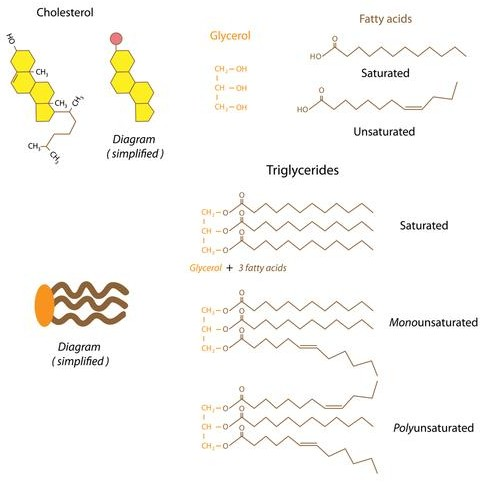 Cholesterol
HO
CH₃
CH₃
CH₃
CH₃
CH₃
Diagram
( simplified )
Glycerol
CH₂—OH
CH —OH
CH₂—OH
Fatty acids
O
HO
Saturated
O
HO
Unsaturated
Triglycerides
O
CH₂—O
O
CH —O
O
CH₂—O
Saturated
Glycerol + 3 fatty acids
O
CH₂—O
O
CH —O
O
CH₂—O
Monounsaturated
Diagram
( simplified )
O
CH₂—O
O
CH₂—O
O
CH₂—O
Polyunsaturated